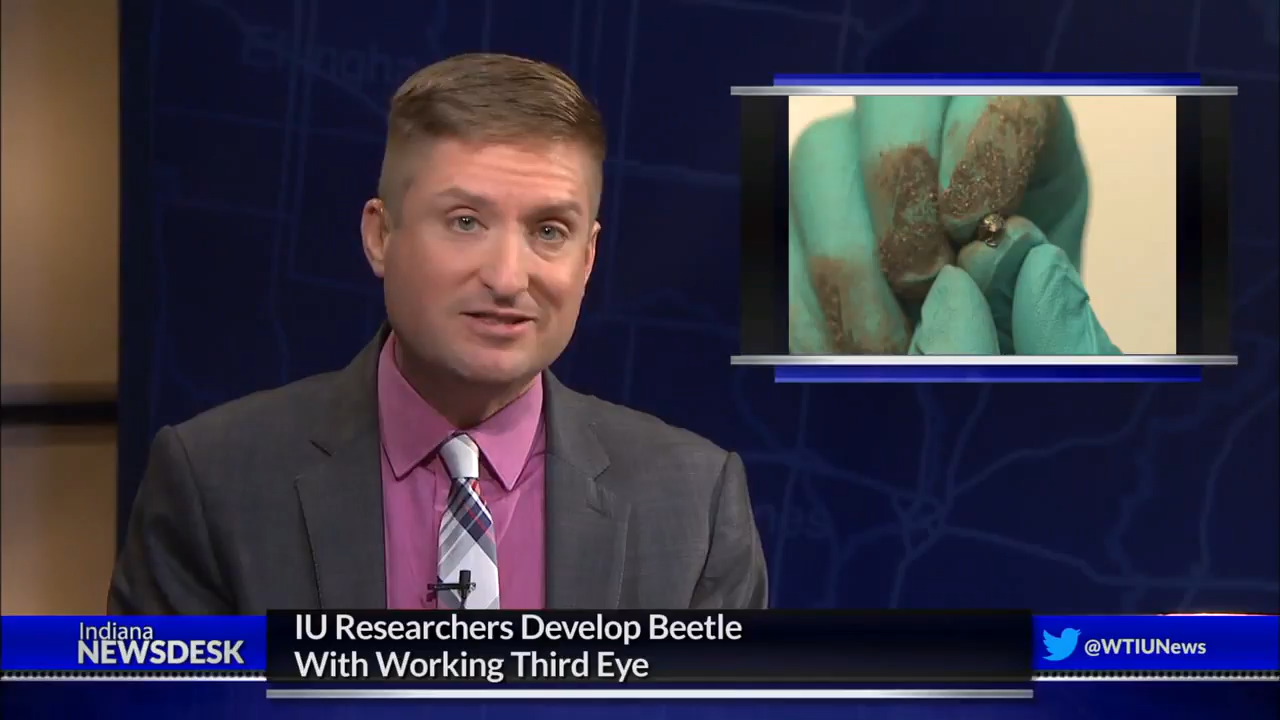 Indiana
NEWSDESK
IU Researchers Develop Beetle
With Working Third Eye
@WTIUNews